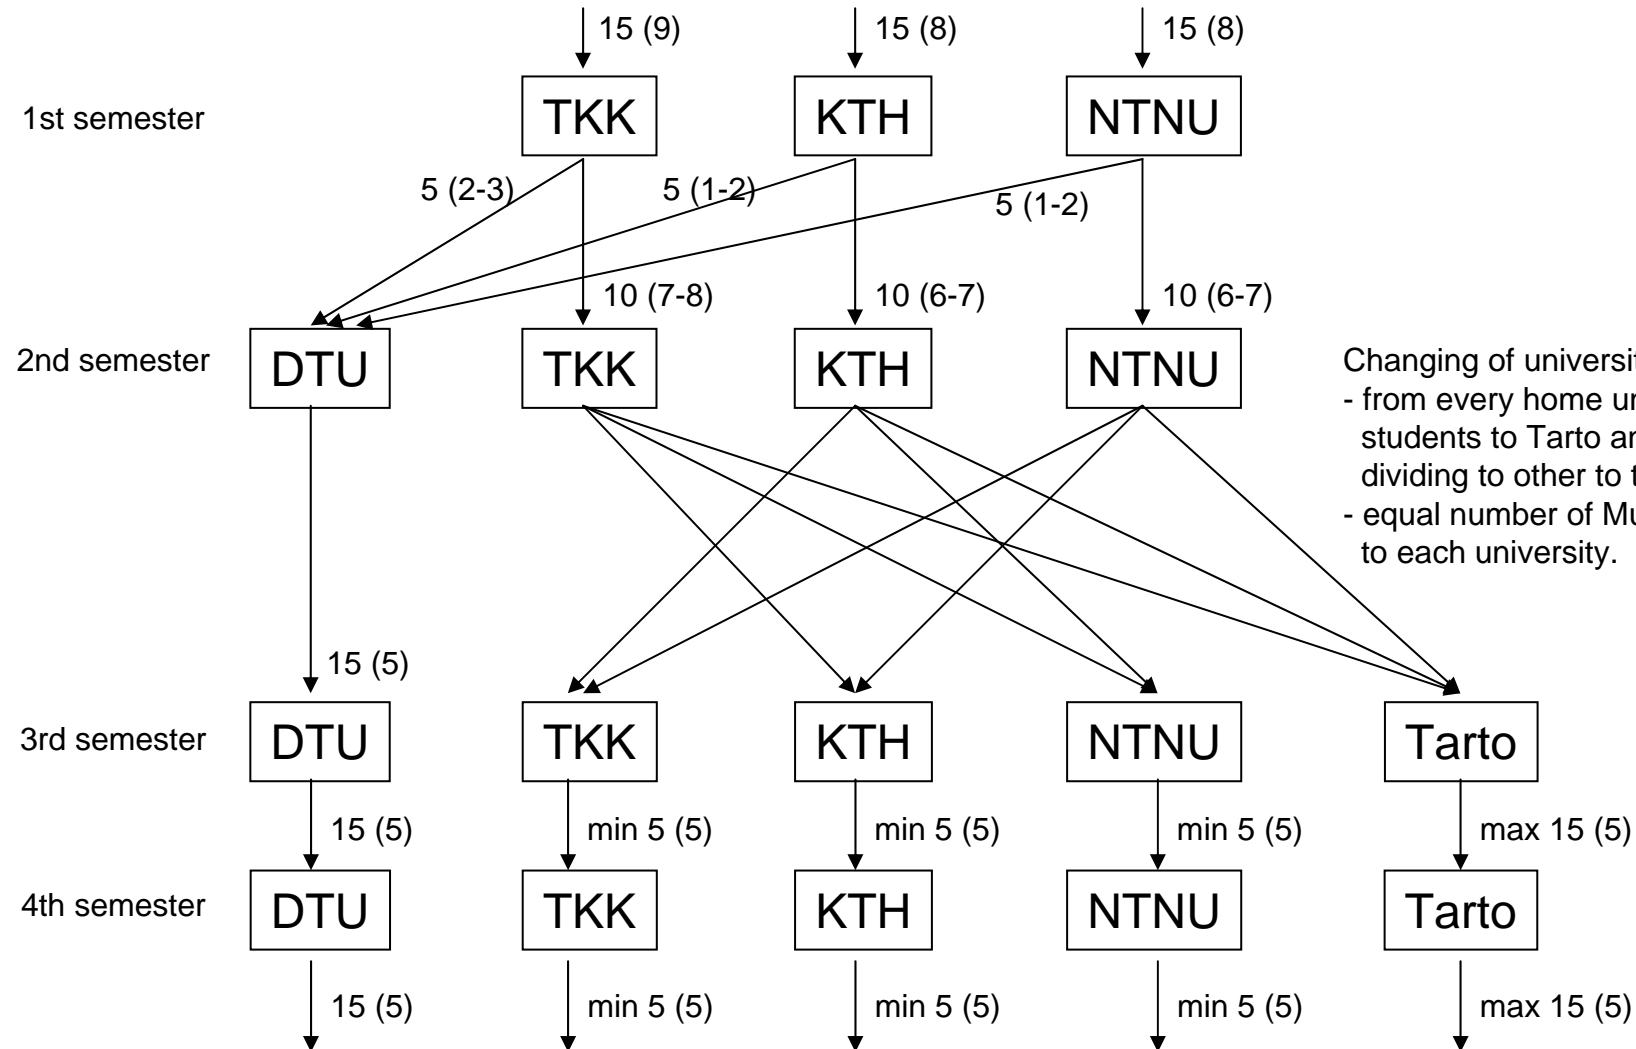 15 (9)
15 (8)
15 (8)
1st semester
TKK
KTH
NTNU
5 (2-3)
5 (1-2)
5 (1-2)
10 (7-8)
10 (6-7)
10 (6-7)
2nd semester
DTU
TKK
KTH
NTNU
Changing of
- from every home
students to Tarto
dividing to other to
- equal number of
to each university.
15 (5)
3rd semester
DTU
TKK
KTH
NTNU
Tarto
15 (5)
min 5 (5)
min 5 (5)
min 5 (5)
max 15 (5)
4th semester
DTU
TKK
KTH
NTNU
Tarto
15 (5)
min 5 (5)
min 5 (5)
min 5 (5)
max 15 (5)